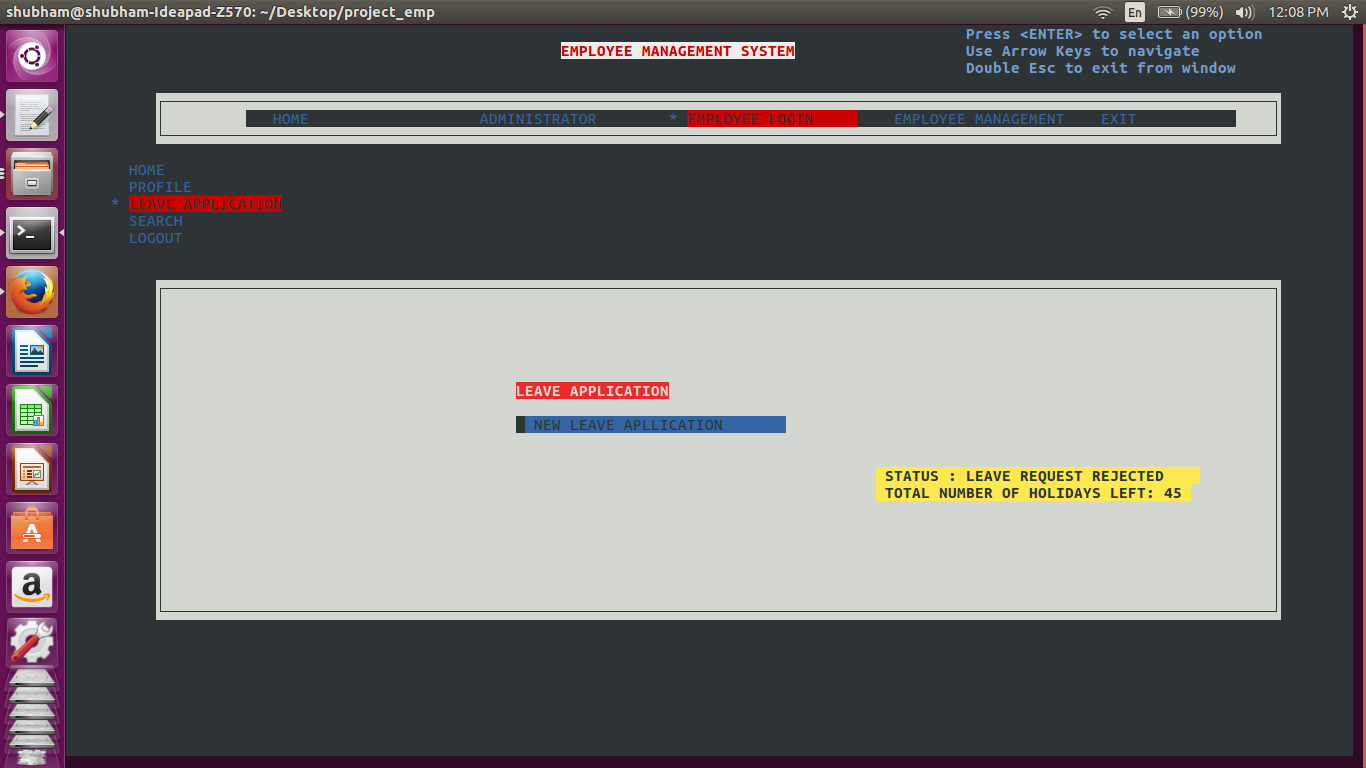 shubham@shubham-Ideapad-Z570: ~/Desktop/project_emp
En (99%) 12:08 PM
Press <ENTER> to select an option
EMPLOYEE MANAGEMENT SYSTEM
Use Arrow Keys to navigate
Double Esc to exit from window
HOME ADMINISTRATOR * EMPLOYEE LOGIN EMPLOYEE MANAGEMENT EXIT
HOME
PROFILE
* LEAVE APPLICATION
SEARCH
LOGOUT
LEAVE APPLICATION
NEW LEAVE APLLICATION
STATUS : LEAVE REQUEST REJECTED
TOTAL NUMBER OF HOLIDAYS LEFT: 45